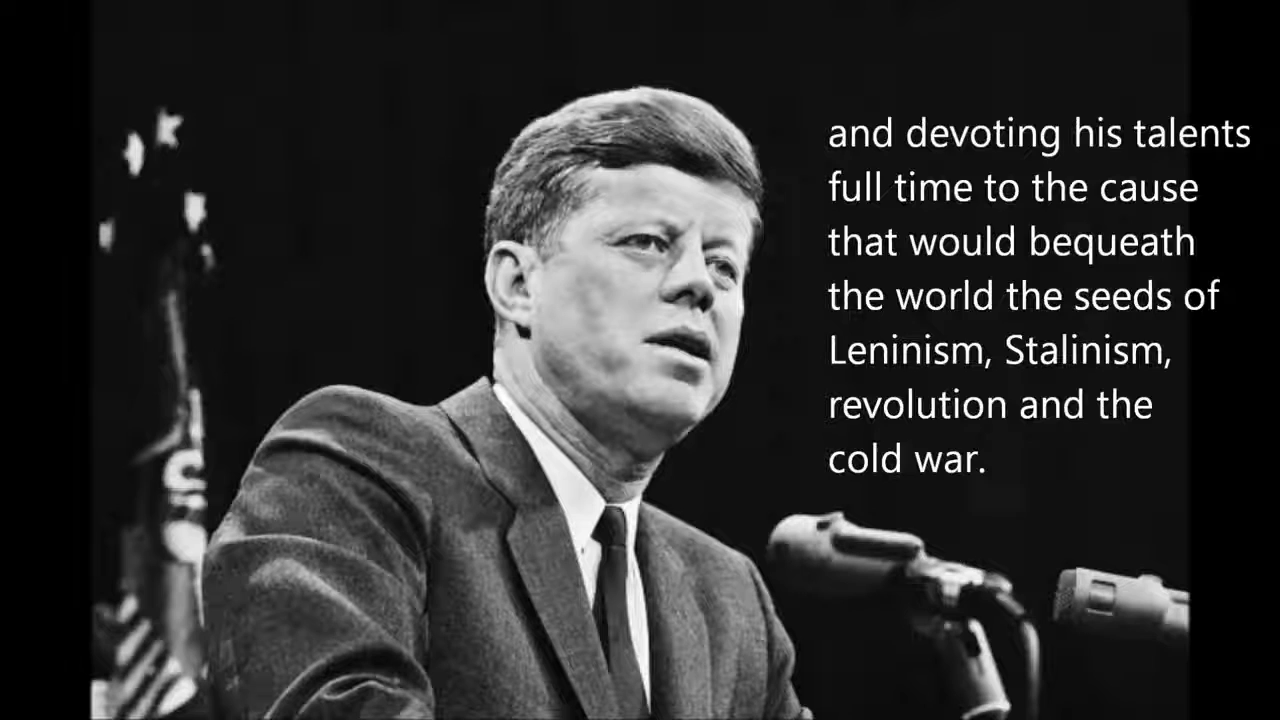 and devoting his talents
full time to the cause
that would bequeath
the world the seeds of
Leninism, Stalinism,
revolution and the
cold war.